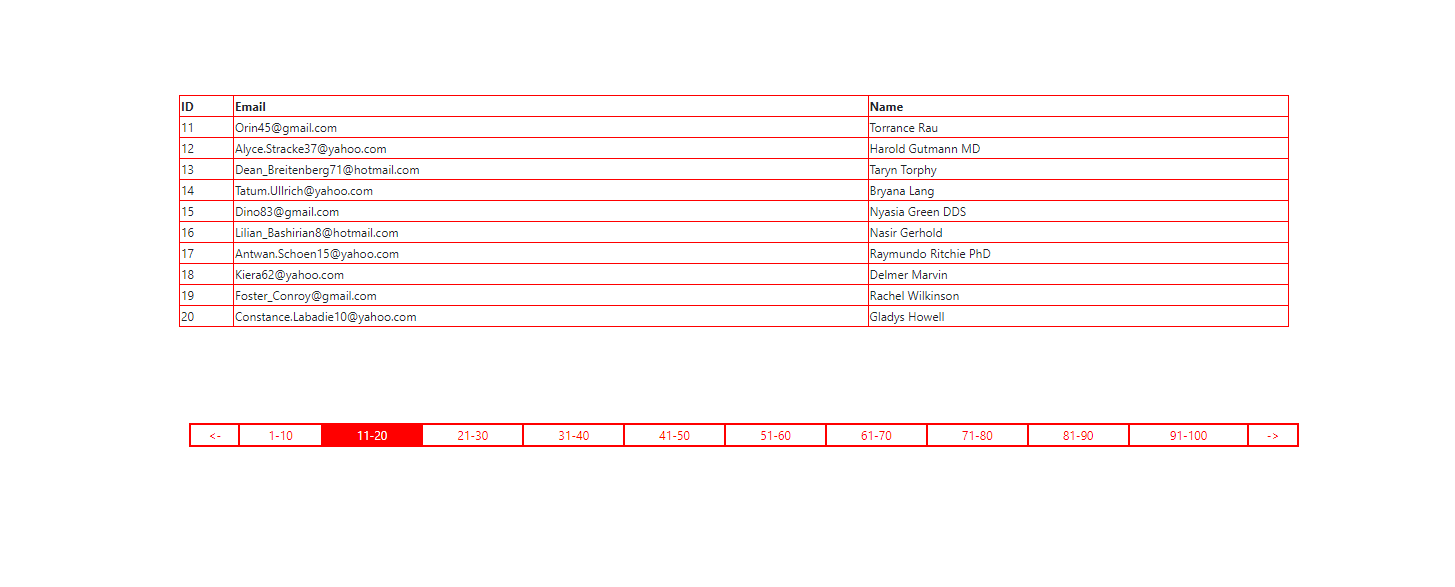 ID Email Name
11 Orin45@gmail.com Torrance Rau
12 Alyce.Stracke37@yahoo.com Harold Gutmann MD
13 Dean_Breitenberg71@hotmail.com Taryn Torphy
14 Tatum.Ullrich@yahoo.com Bryana Lang
15 Dino83@gmail.com Nyasia Green DDS
16 Lilian_Bashirian8@hotmail.com Nasir Gerhold
17 Antwan.Schoen15@yahoo.com Raymundo Ritchie PhD
18 Kiera62@yahoo.com Delmer Marvin
19 Foster_Conroy@gmail.com Rachel Wilkinson
20 Constance.Labadie10@yahoo.com Gladys Howell
<- 1-10 11-20 21-30 31-40 41-50 51-60 61-70 71-80 81-90 91-100 ->